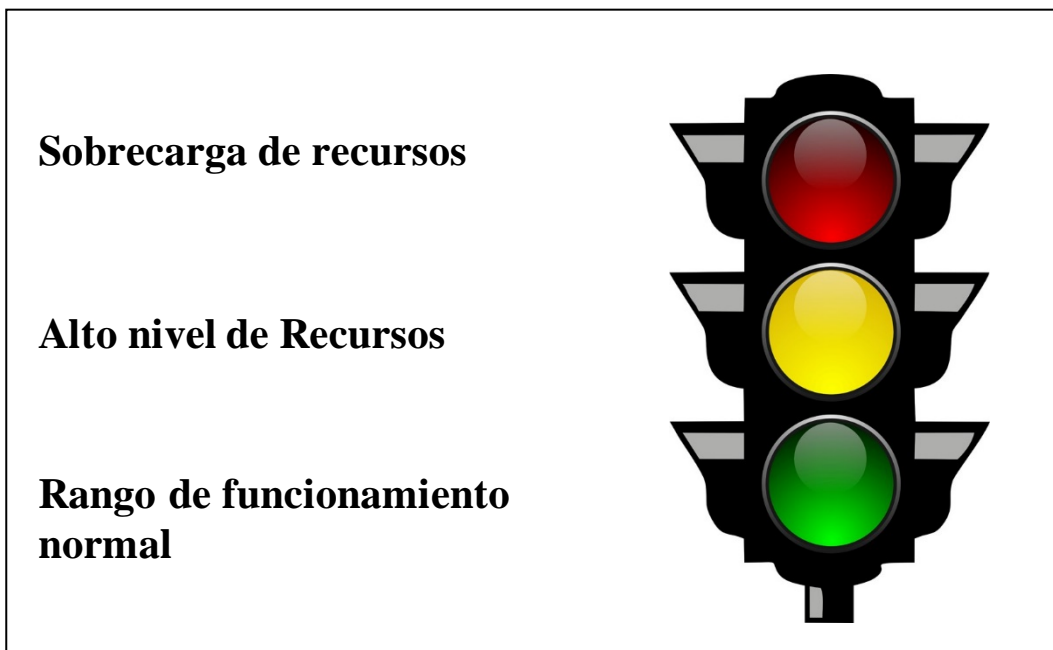 Sobrecarga de recursos
Alto nivel de Recursos
Rango de funcionamiento
normal